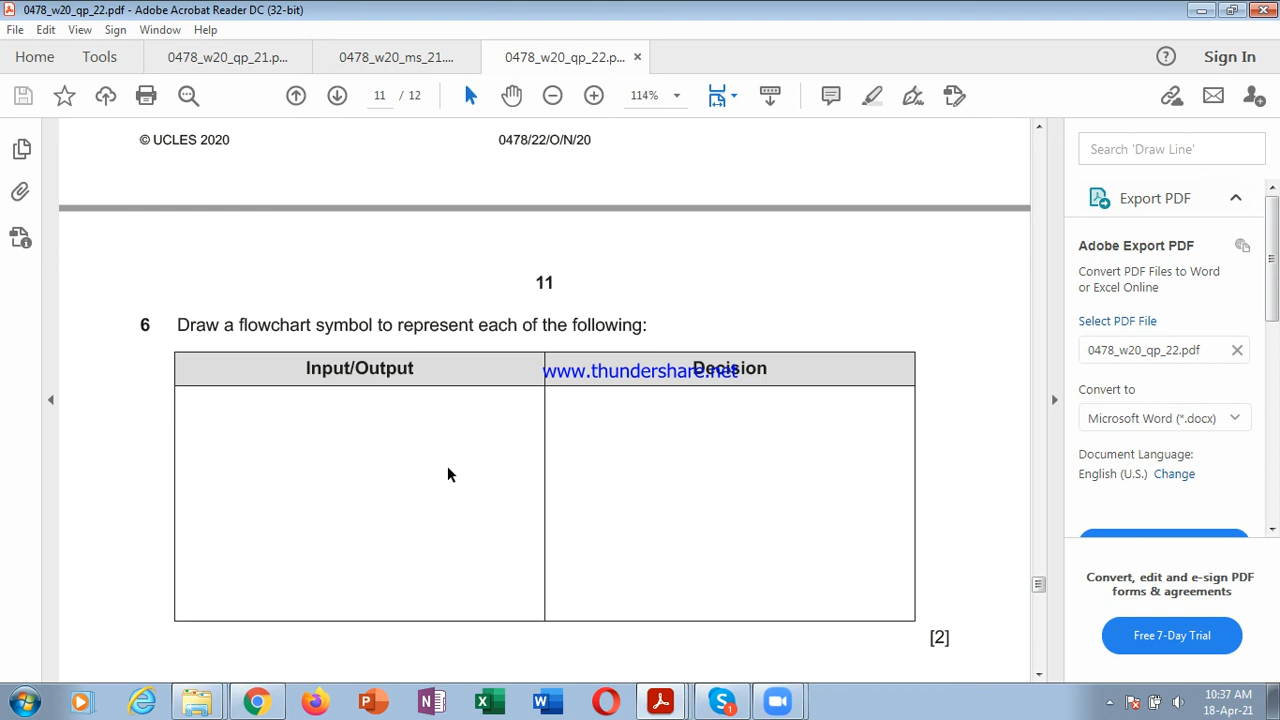 0478_w20_qp_22.pdf - Adobe Acrobat Reader DC (32-bit)
File Edit View Sign Window Help
Home Tools 0478_w20_qp_21.p... 0478_w20_ms_21.... 0478_w20_qp_22.p... × Sign In
11 / 12 114%
© UCLES 2020 0478/22/O/N/20
11
6 Draw a flowchart symbol to represent each of the following:
Input/Output Decision
www.thundershare.net
[2]
Search 'Draw Line'
Export PDF
Adobe Export PDF
Convert PDF Files to Word
or Excel Online
Select PDF File
0478_w20_qp_22.pdf
Convert to
Microsoft Word (*.docx)
Document Language:
English (U.S.) Change
Convert, edit and e-sign PDF
forms & agreements
Free 7-Day Trial
10:37 AM
18-Apr-21